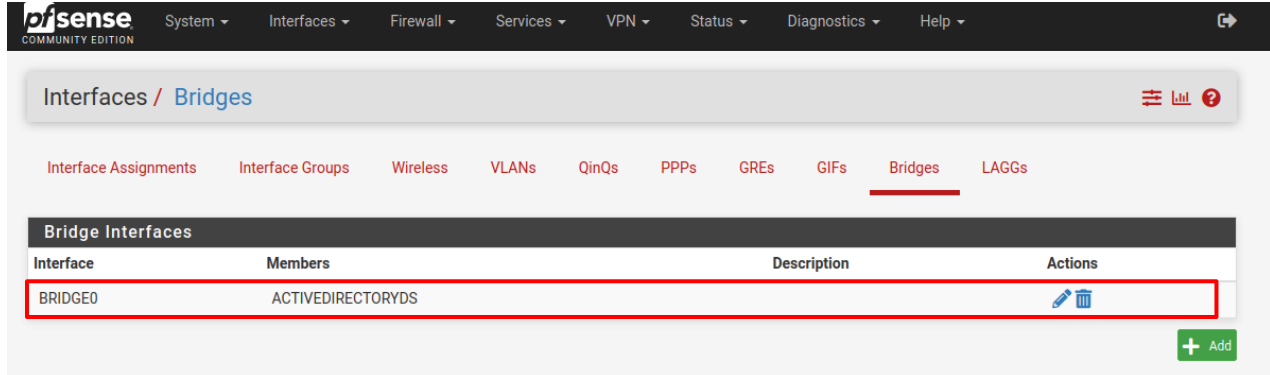 pfsense System Interfaces Firewall Services VPN Status Diagnostics Help
COMMUNITY EDITION
Interfaces / Bridges
Interface Assignments Interface Groups Wireless VLANs QinQs PPPs GREs GIFs Bridges LAGGs
Bridge Interfaces
Interface Members Description Actions
BRIDGE0 ACTIVEDIRECTORYDS
Add